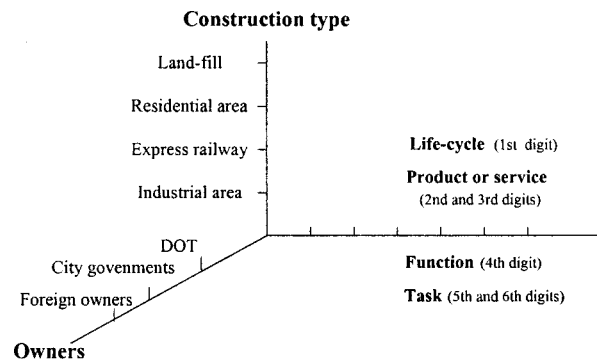 Construction type
Land-fill
Residential area
Express railway
Industrial area
Life-cycle (1st digit)
Product or service
(2nd and 3rd digits)
DOT
City govenments
Foreign owners
Owners
Function (4th digit)
Task (5th and 6th digits)